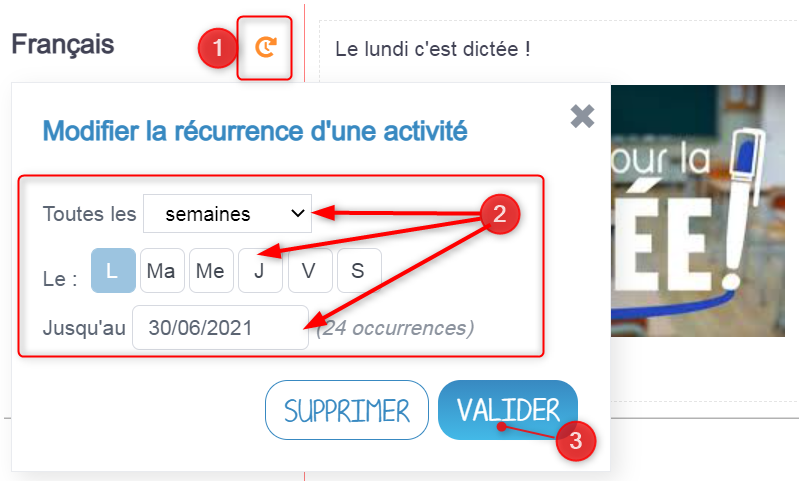 Français
1
Le lundi c'est dictée !
Modifier la récurrence d'une activité
our la
ÉE!
Toutes les semaines
2
Le : L Ma Me J V S
Jusqu'au 30/06/2021 (24 occurrences)
SUPPRIMER VALIDER
3